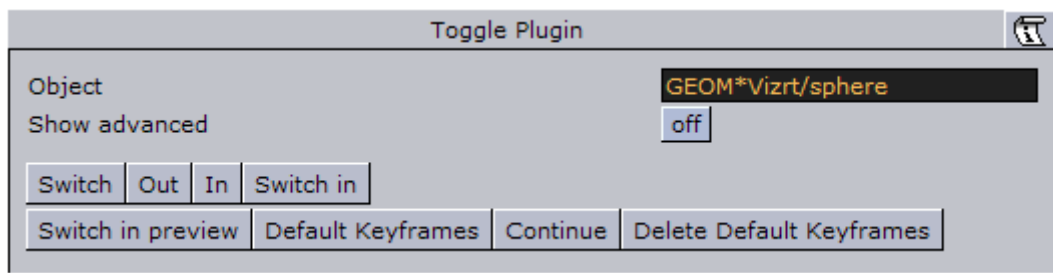 Toggle Plugin
Object GEOM*Vizrt/sphere
Show advanced off
Switch Out In Switch in
Switch in preview Default Keyframes Continue Delete Default Keyframes